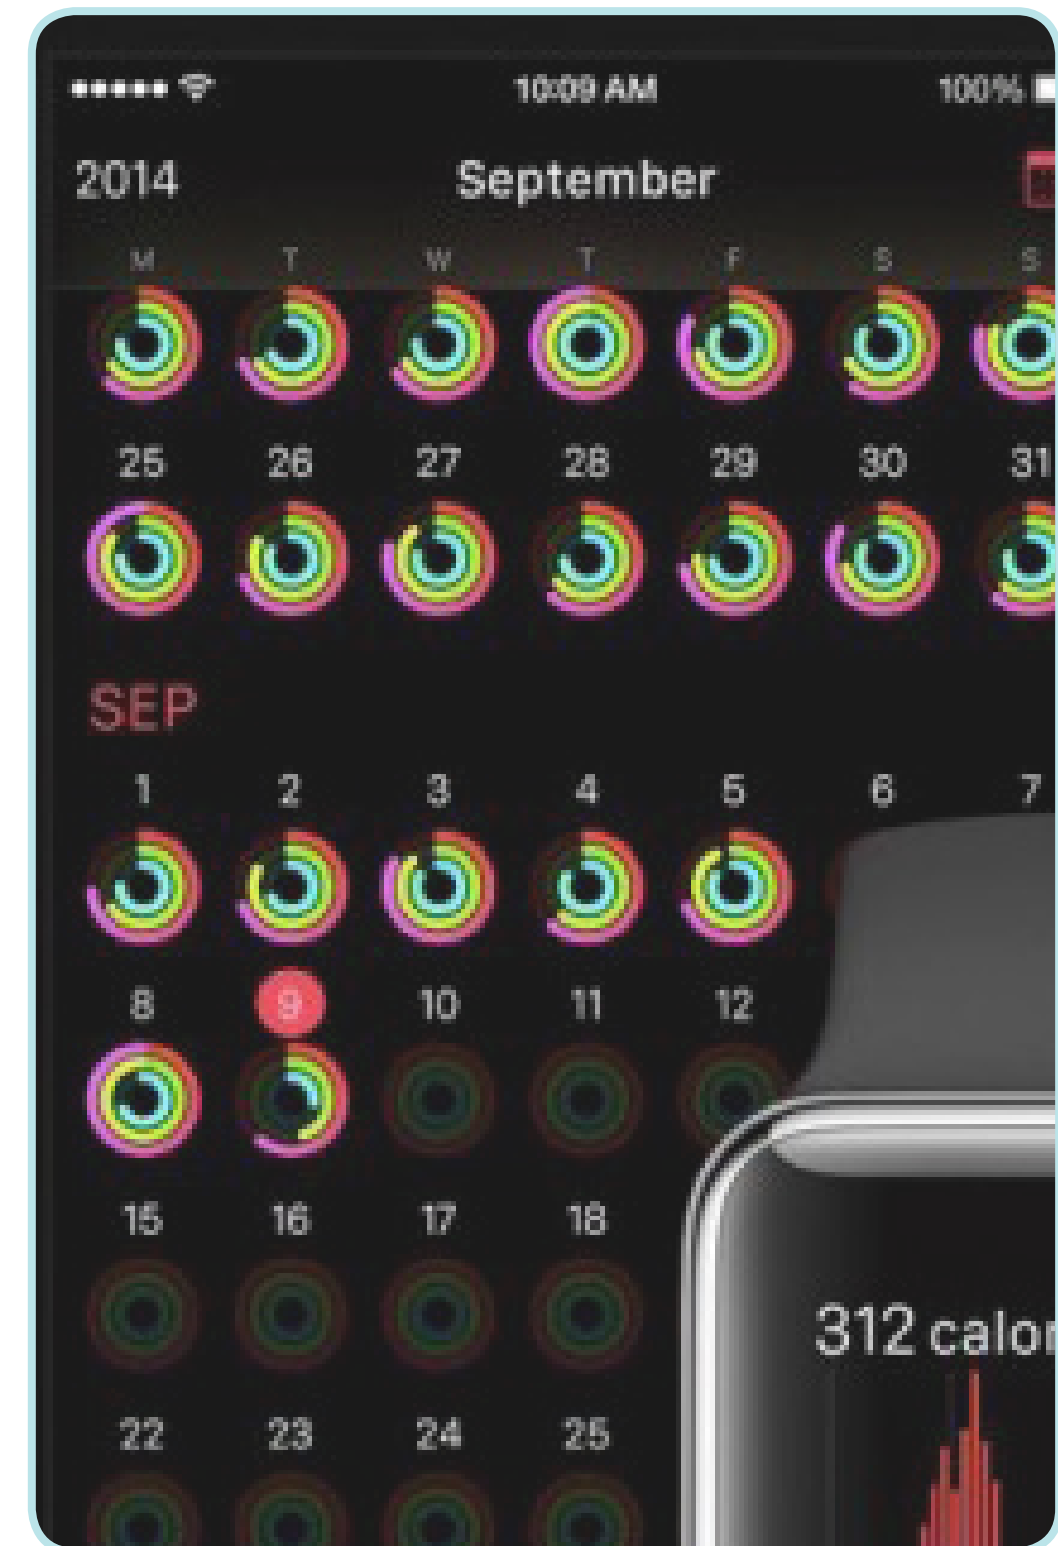 10:09 AM 100%
2014 September
M T W T F S S
25 26 27 28 29 30 31
SEP
1 2 3 4 5 6 7
8 9 10 11 12
15 16 17 18
312 calor
22 23 24 25